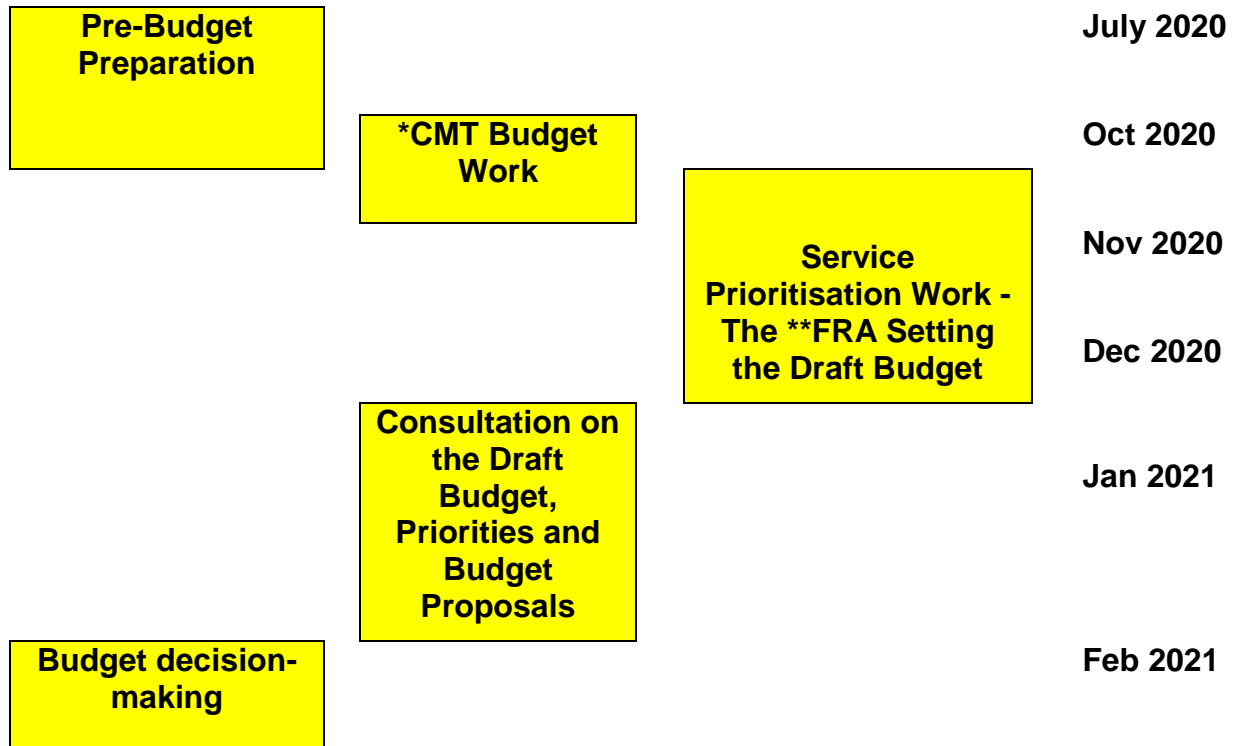 Pre-Budget
Preparation
July 2020
*CMT Budget
Work
Oct 2020
Service
Prioritisation Work -
The **FRA Setting
the Draft Budget
Nov 2020
Dec 2020
Consultation on
the Draft
Budget,
Priorities and
Budget
Proposals
Jan 2021
Budget decision-
making
Feb 2021